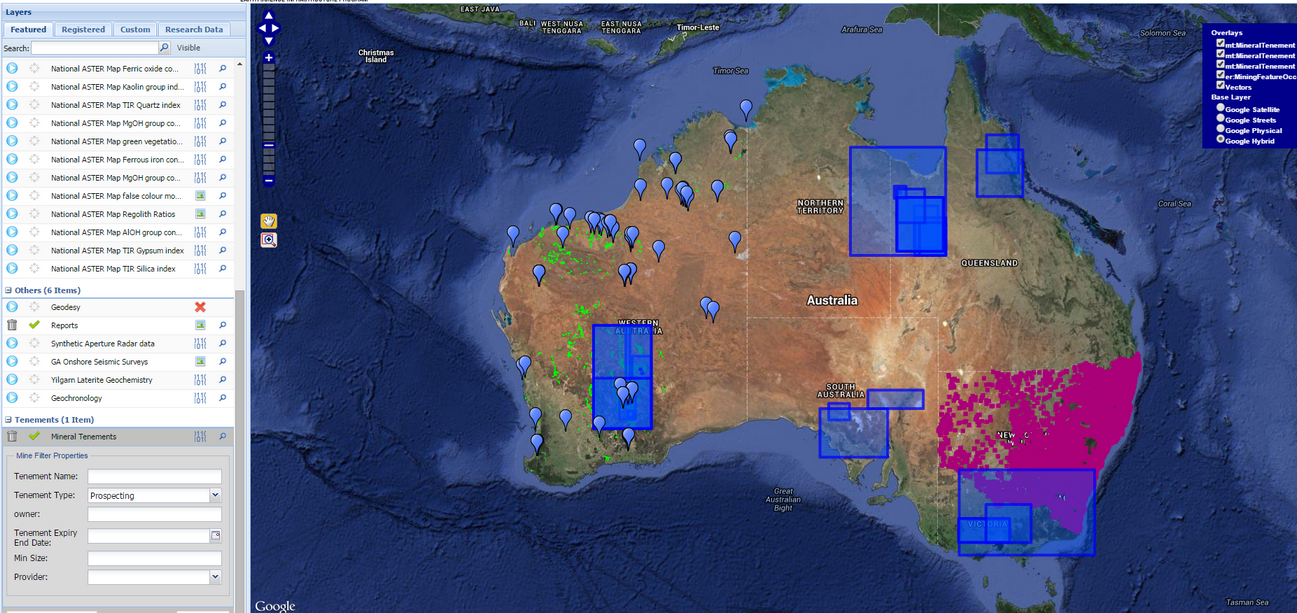 Layers
Featured
Registered
Custom
Research Data
Search:
Visible
National ASTER Map Ferric oxide co...
National ASTER Map Kaolin group ind...
National ASTER Map TIR Quartz index
National ASTER Map MgOH group co...
National ASTER Map green vegetatio...
National ASTER Map Ferrous iron con...
National ASTER Map MgOH group co...
National ASTER Map false colour mo...
National ASTER Map Regolith Ratios
National ASTER Map AlOH group con...
National ASTER Map TIR Gypsum index
National ASTER Map TIR Silica index
Others (6 Items)
Geodesy
Reports
Synthetic Aperture Radar data
GA Onshore Seismic Surveys
Yilgarn Laterite Geochemistry
Geochronology
Tenements (1 Item)
Mineral Tenements
Mine Filter Properties
Tenement Name:
Tenement Type:
Prospecting
owner:
Tenement Expiry
End Date:
Min Size:
Provider:
EAST JAVA
BALI
WEST NUSA
TENGGARA
EAST NUSA
TENGGARA
Timor-Leste
Arafura Sea
Solomon Sea
Christmas
Island
Timor Sea
Coral Sea
NORTHERN
TERRITORY
QUEENSLAND
Australia
WESTERN
AUSTRALIA
SOUTH
AUSTRALIA
NEW
VICTORIA
Great
Australian
Bight
Tasman Sea
Google
Overlays
mt:MineralTenement
mt:MineralTenement
mt:MineralTenement
er:MiningFeatureOcc
Vectors
Base Layer
Google Satellite
Google Streets
Google Physical
Google Hybrid